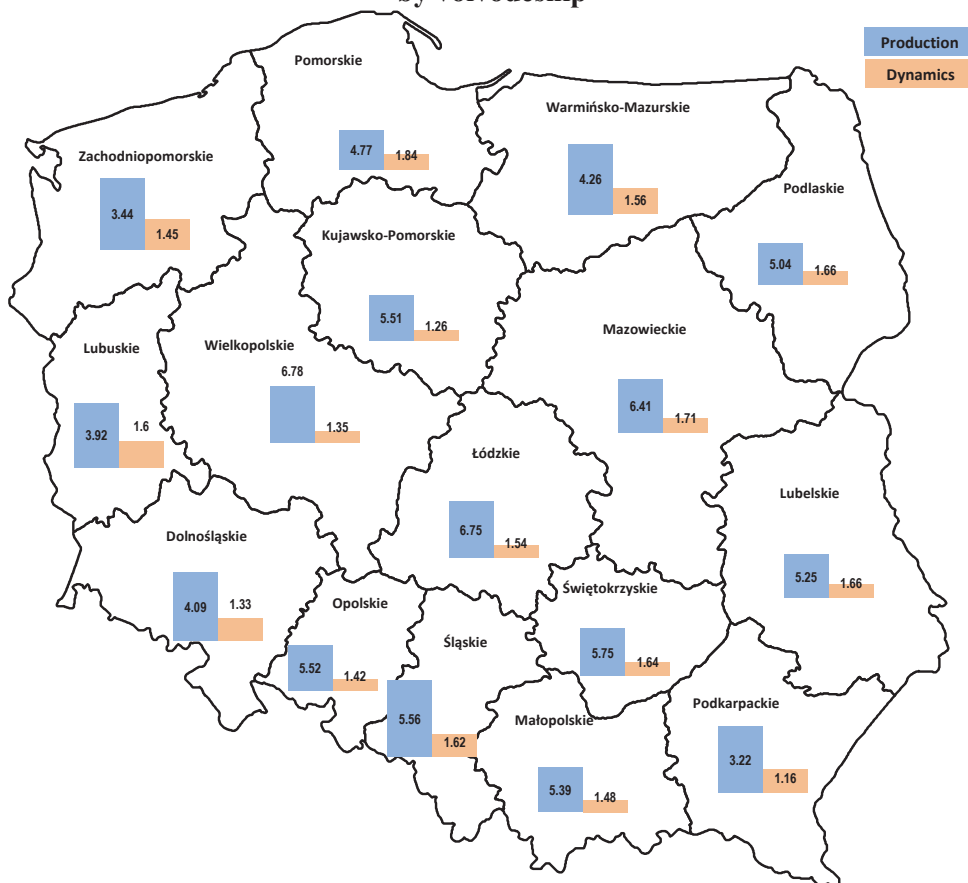 by voivodeship
Production
Dynamics
Pomorskie
4.77
1.84
Warmińsko-Mazurskie
4.26
1.56
Zachodniopomorskie
3.44
1.45
Podlaskie
5.04
1.66
Kujawsko-Pomorskie
5.51
1.26
Mazowieckie
6.41
1.71
Lubuskie
3.92
1.6
Wielkopolskie
6.78
1.35
Łódzkie
6.75
1.54
Lubelskie
5.25
1.66
Dolnośląskie
4.09
1.33
Opolskie
5.52
1.42
Śląskie
5.56
1.62
Świętokrzyskie
5.75
1.64
Małopolskie
5.39
1.48
Podkarpackie
3.22
1.16